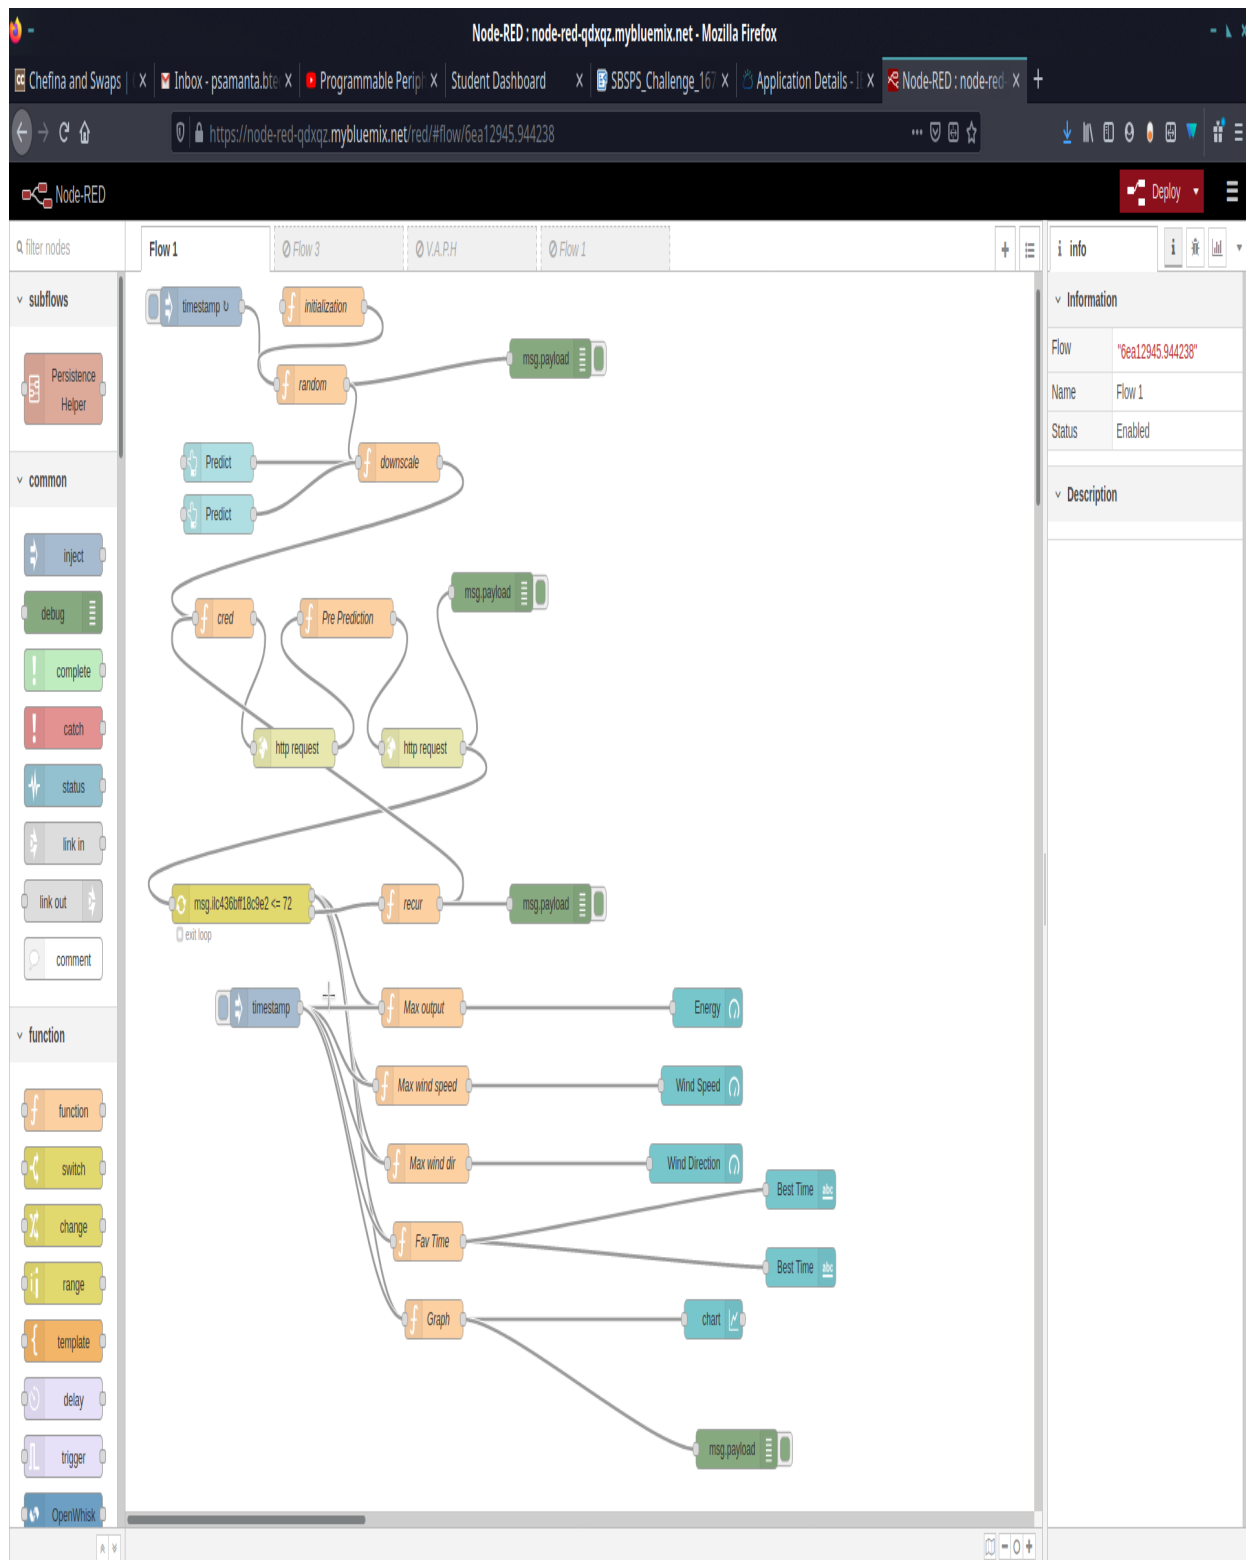 Node-RED : node-red-qdxqz.mybluemix.net - Mozilla Firefox
Chefina and Swaps | Inbox - psamanta.bte Programmable Periph Student Dashboard SBSPS_Challenge_167 Application Details - I Node-RED : node-red-
https://node-red-qdxqz.mybluemix.net/red/#flow/6ea12945.944238
Node-RED Deploy
filter nodes Flow 1 Flow 3 V.A.P.H Flow 1 i info i
subflows timestamp ↻ initialization Information
Flow "6ea12945.944238"
msg.payload
Persistence Helper random Name Flow 1
Status Enabled
Predict downscale
common Description
Predict
inject
msg.payload
debug cred Pre Prediction
complete
catch http request http request
status
link in
link out msg.ilc436bff18c9e2 <= 72 recur msg.payload
exit loop
comment
timestamp Max output Energy
function
Max wind speed Wind Speed
function
Max wind dir Wind Direction
switch Best Time abc
change Fav Time
Best Time abc
range
Graph chart
template
delay
trigger msg.payload
OpenWhisk